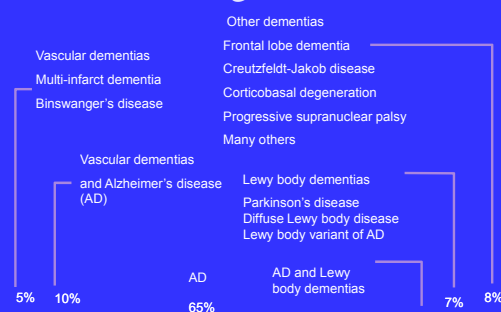 Other dementias
Frontal lobe dementia
Creutzfeldt-Jakob disease
Corticobasal degeneration
Progressive supranuclear palsy
Many others
Vascular dementias
Multi-infarct dementia
Binswanger’s disease
Vascular dementias
and Alzheimer’s disease
(AD)
Lewy body dementias
Parkinson’s disease
Diffuse Lewy body disease
Lewy body variant of AD
AD and Lewy
body dementias
AD
65%
5%
10%
7%
8%